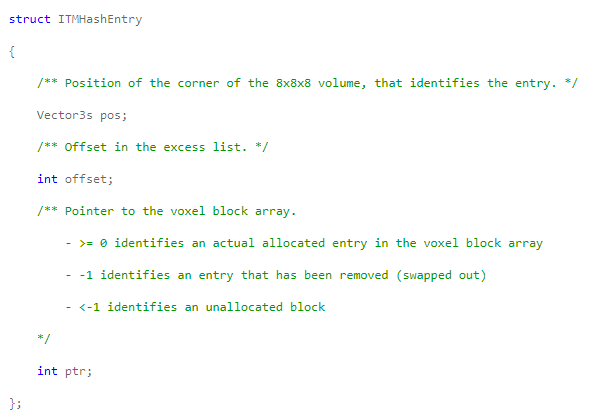 struct ITMHashEntry
{
/** Position of the corner of the 8x8x8 volume, that identifies the entry. */
Vector3s pos;
/** Offset in the excess list. */
int offset;
/** Pointer to the voxel block array.
- >= 0 identifies an actual allocated entry in the voxel block array
- -1 identifies an entry that has been removed (swapped out)
- <-1 identifies an unallocated block
*/
int ptr;
};